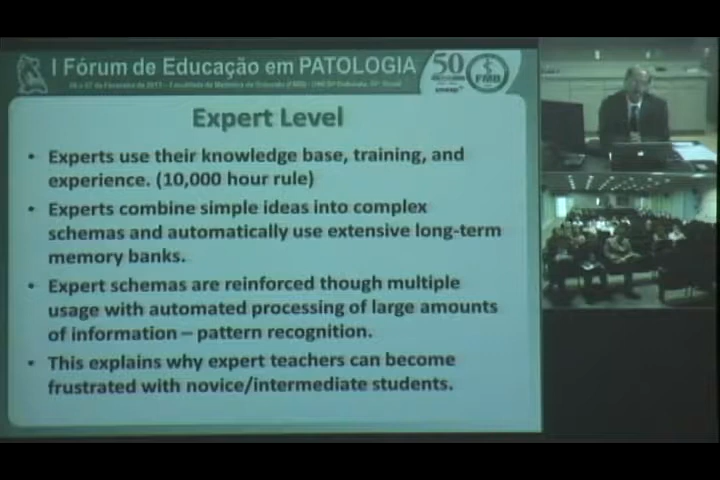 I Fórum de Educação em PATOLOGIA
50
FMB
unesp
Expert Level
• Experts use their knowledge base, training, and
experience. (10,000 hour rule)
• Experts combine simple ideas into complex
schemas and automatically use extensive long-term
memory banks.
• Expert schemas are reinforced though multiple
usage with automated processing of large amounts
of information – pattern recognition.
• This explains why expert teachers can become
frustrated with novice/intermediate students.